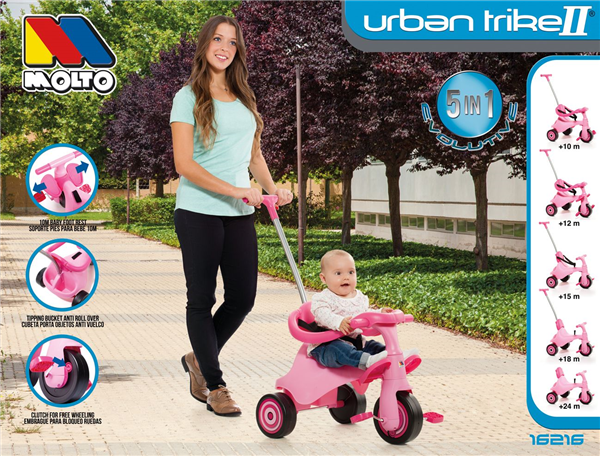 MOLTO
urban trikeII
5 IN 1
EVOLUTIVE
+10 m
+12 m
+15 m
+18 m
+24 m
10M BABY FOOT REST
SOPORTE PIES PARA BEBE 10M
TIPPING BUCKET ANTI ROLL OVER
CUBETA PORTA OBJETOS ANTI VUELCO
CLUTCH FOR FREE WHEELING
EMBRAGUE PARA BLOQUEO RUEDAS
16216